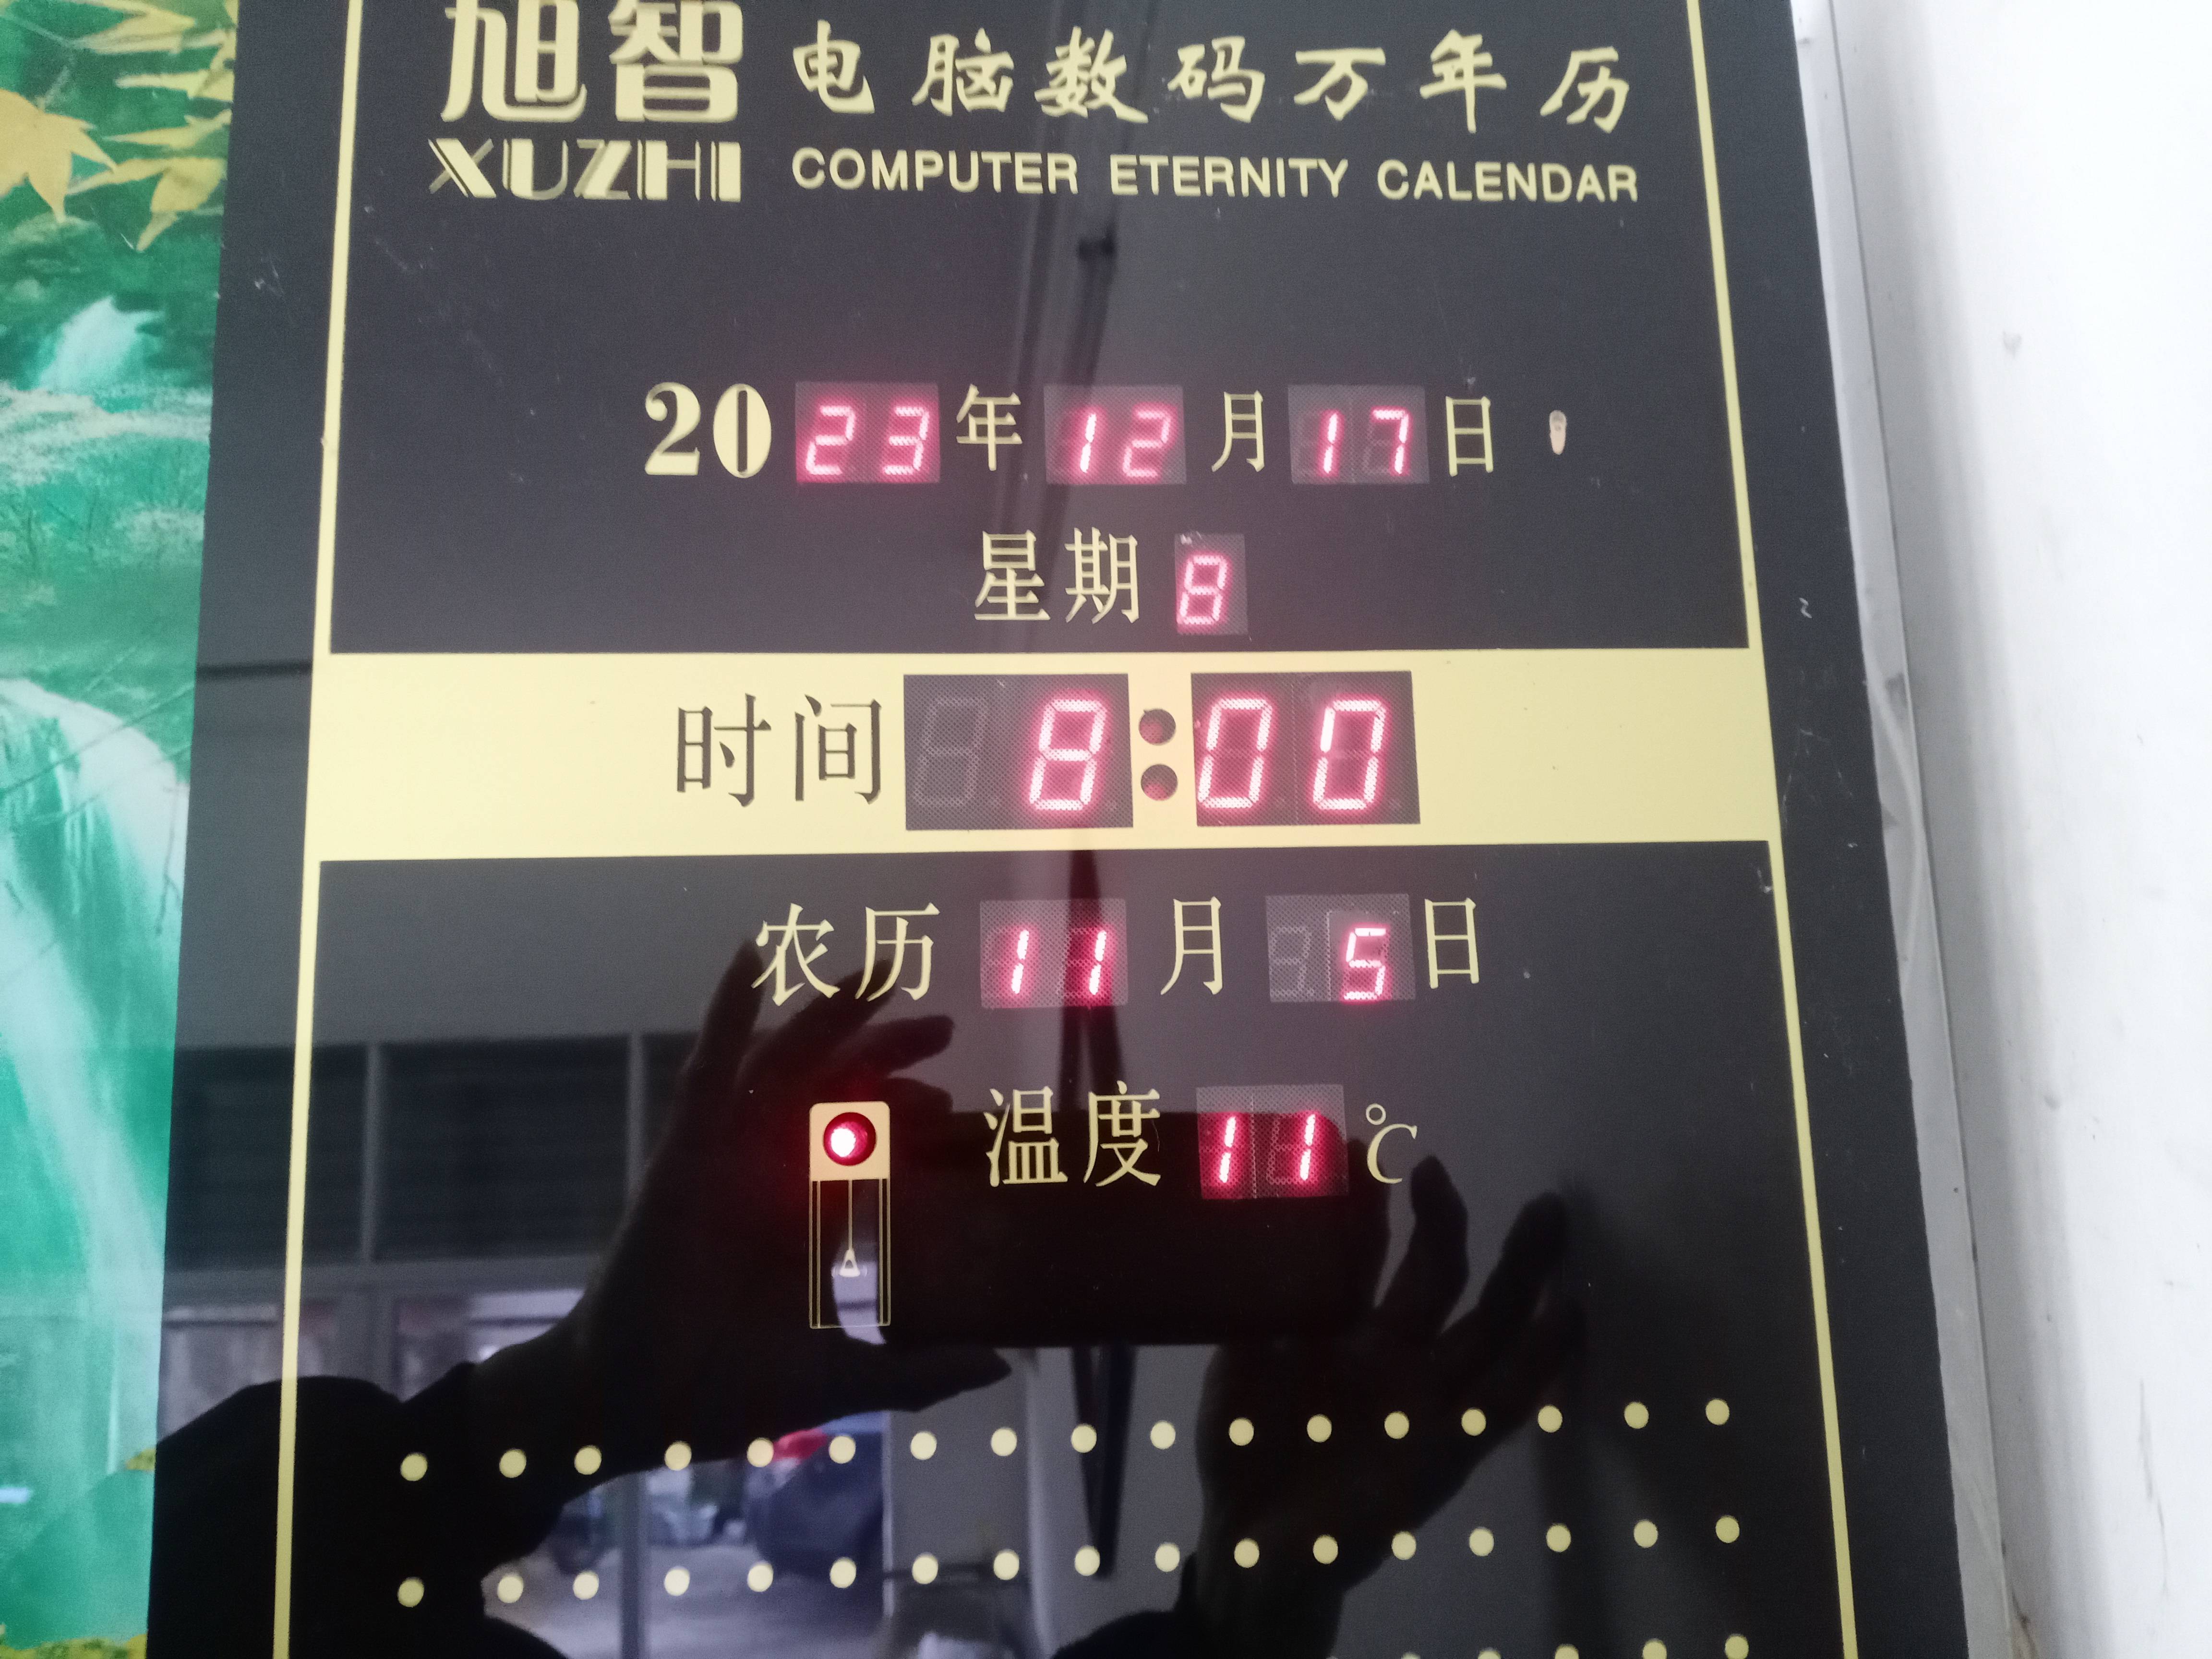 旭智 电脑数码万年历
XUZHI COMPUTER ETERNITY CALENDAR
2023年12月17日
星期8
时间 8:00
农历11月5日
温度11℃